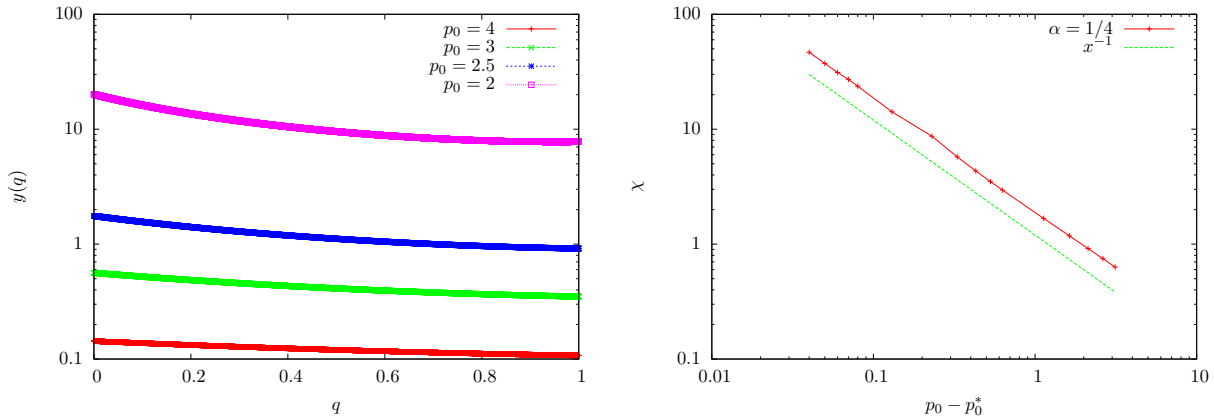 100
10
1
0.1
0
0.2
0.4
0.6
0.8
1
y(q)
q
p₀ = 4
p₀ = 3
p₀ = 2.5
p₀ = 2
100
10
1
0.1
0.01
0.1
1
10
χ
p₀ − p₀*
α = 1/4
x⁻¹